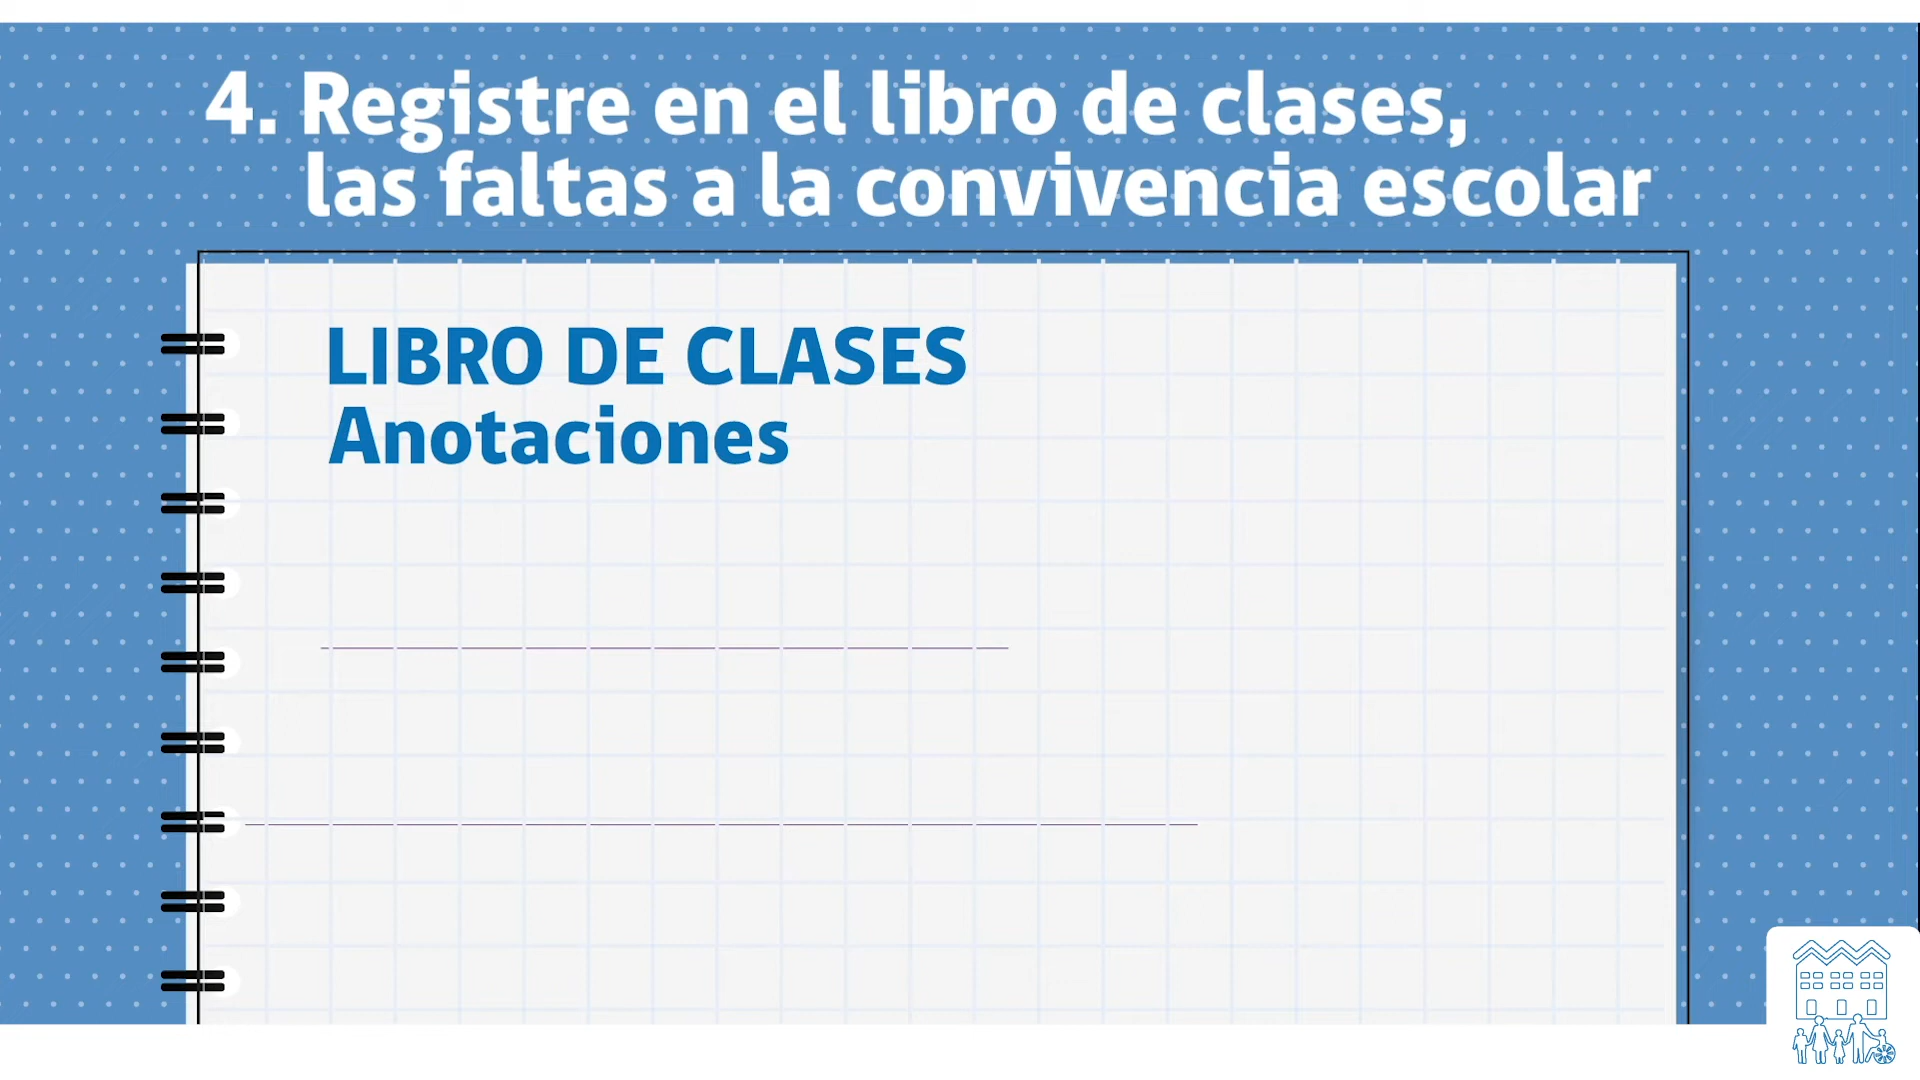 4. Registre en el libro de clases,
las faltas a la convivencia escolar
LIBRO DE CLASES
Anotaciones